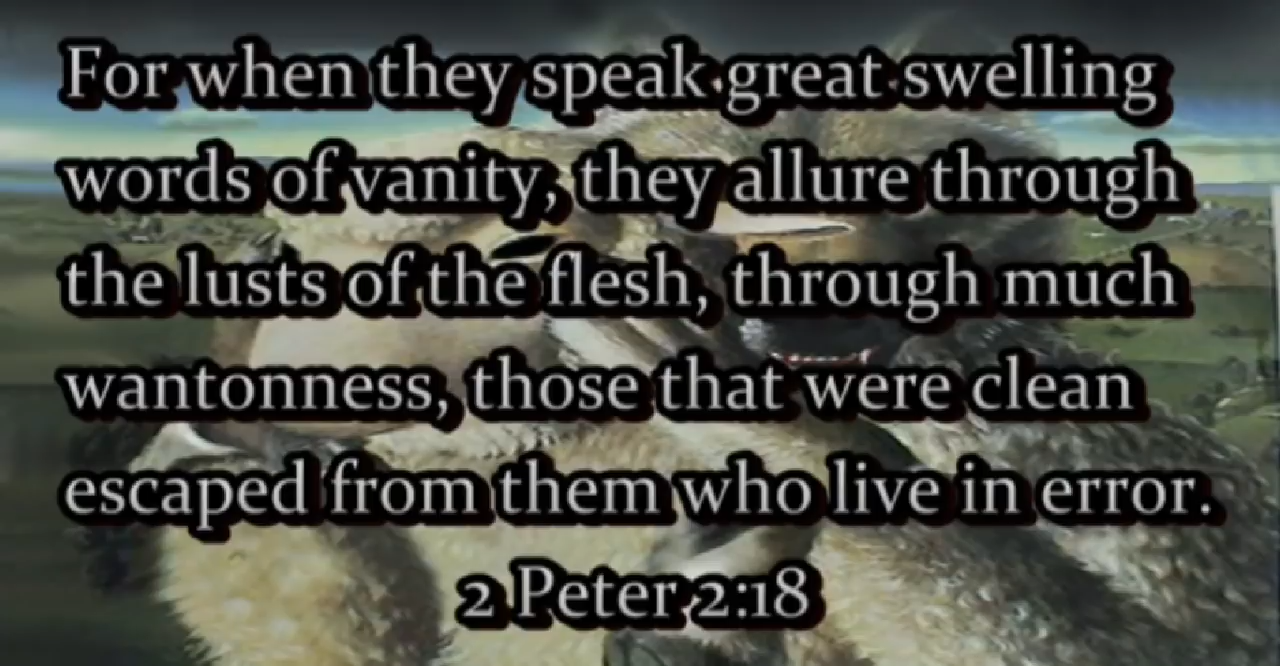 For when they speak great swelling
words of vanity, they allure through
the lusts of the flesh, through much
wantonness, those that were clean
escaped from them who live in error.
2 Peter 2:18